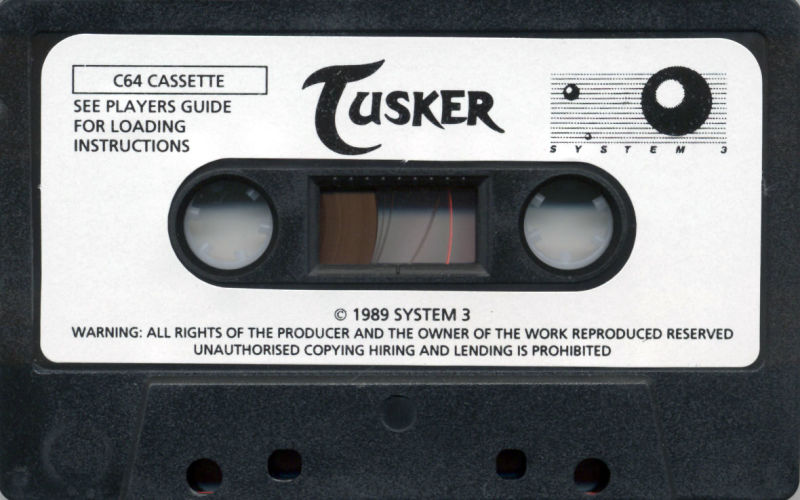 C64 CASSETTE
SEE PLAYERS GUIDE
FOR LOADING
INSTRUCTIONS
TUSKER
SYSTEM 3
© 1989 SYSTEM 3
WARNING: ALL RIGHTS OF THE PRODUCER AND THE OWNER OF THE WORK REPRODUCED RESERVED
UNAUTHORISED COPYING HIRING AND LENDING IS PROHIBITED